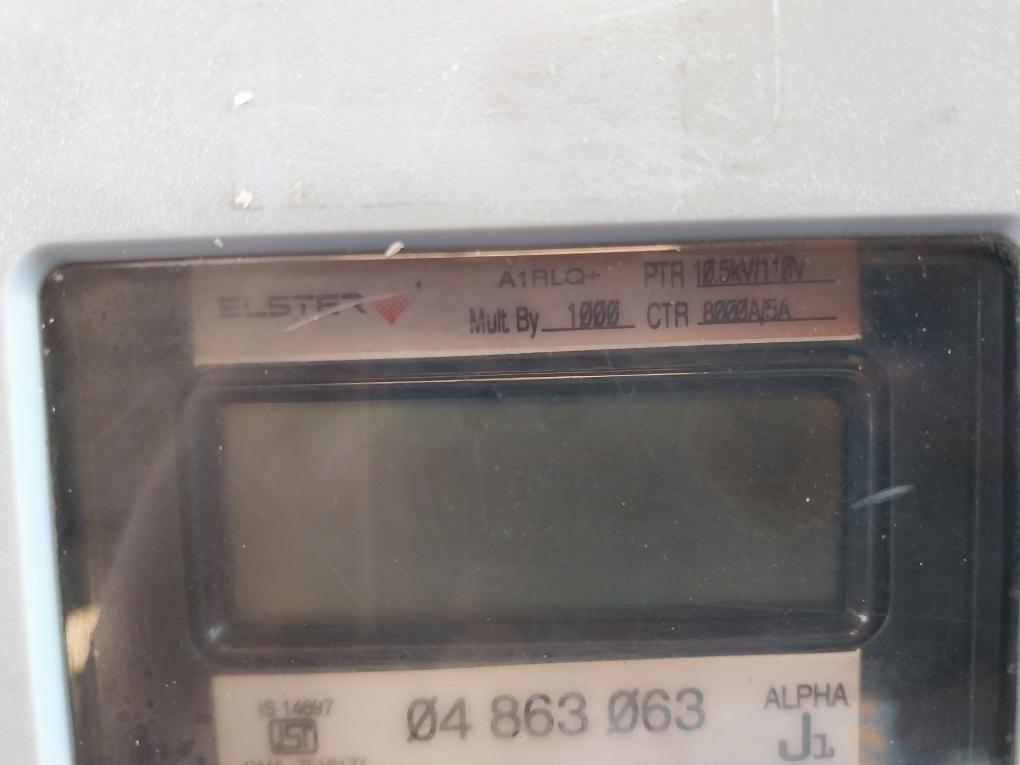 A1RLQ+ PTR 10.5kV/110V
ELSTER Mult By 1000 CTR 8000A/5A
IS 14697 04 863 063 ALPHA
ISI J1